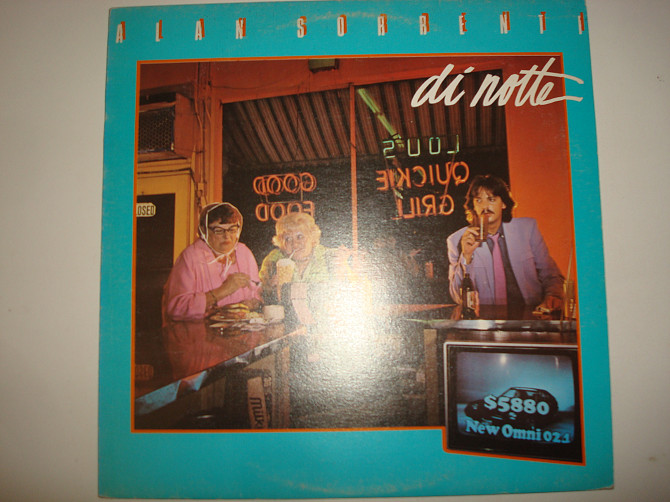 ALAN SORRENTI
di notte
LOU'S
GOOD
FOOD
QUICKIE
GRILL
CLOSED
$5880
New Omni 024